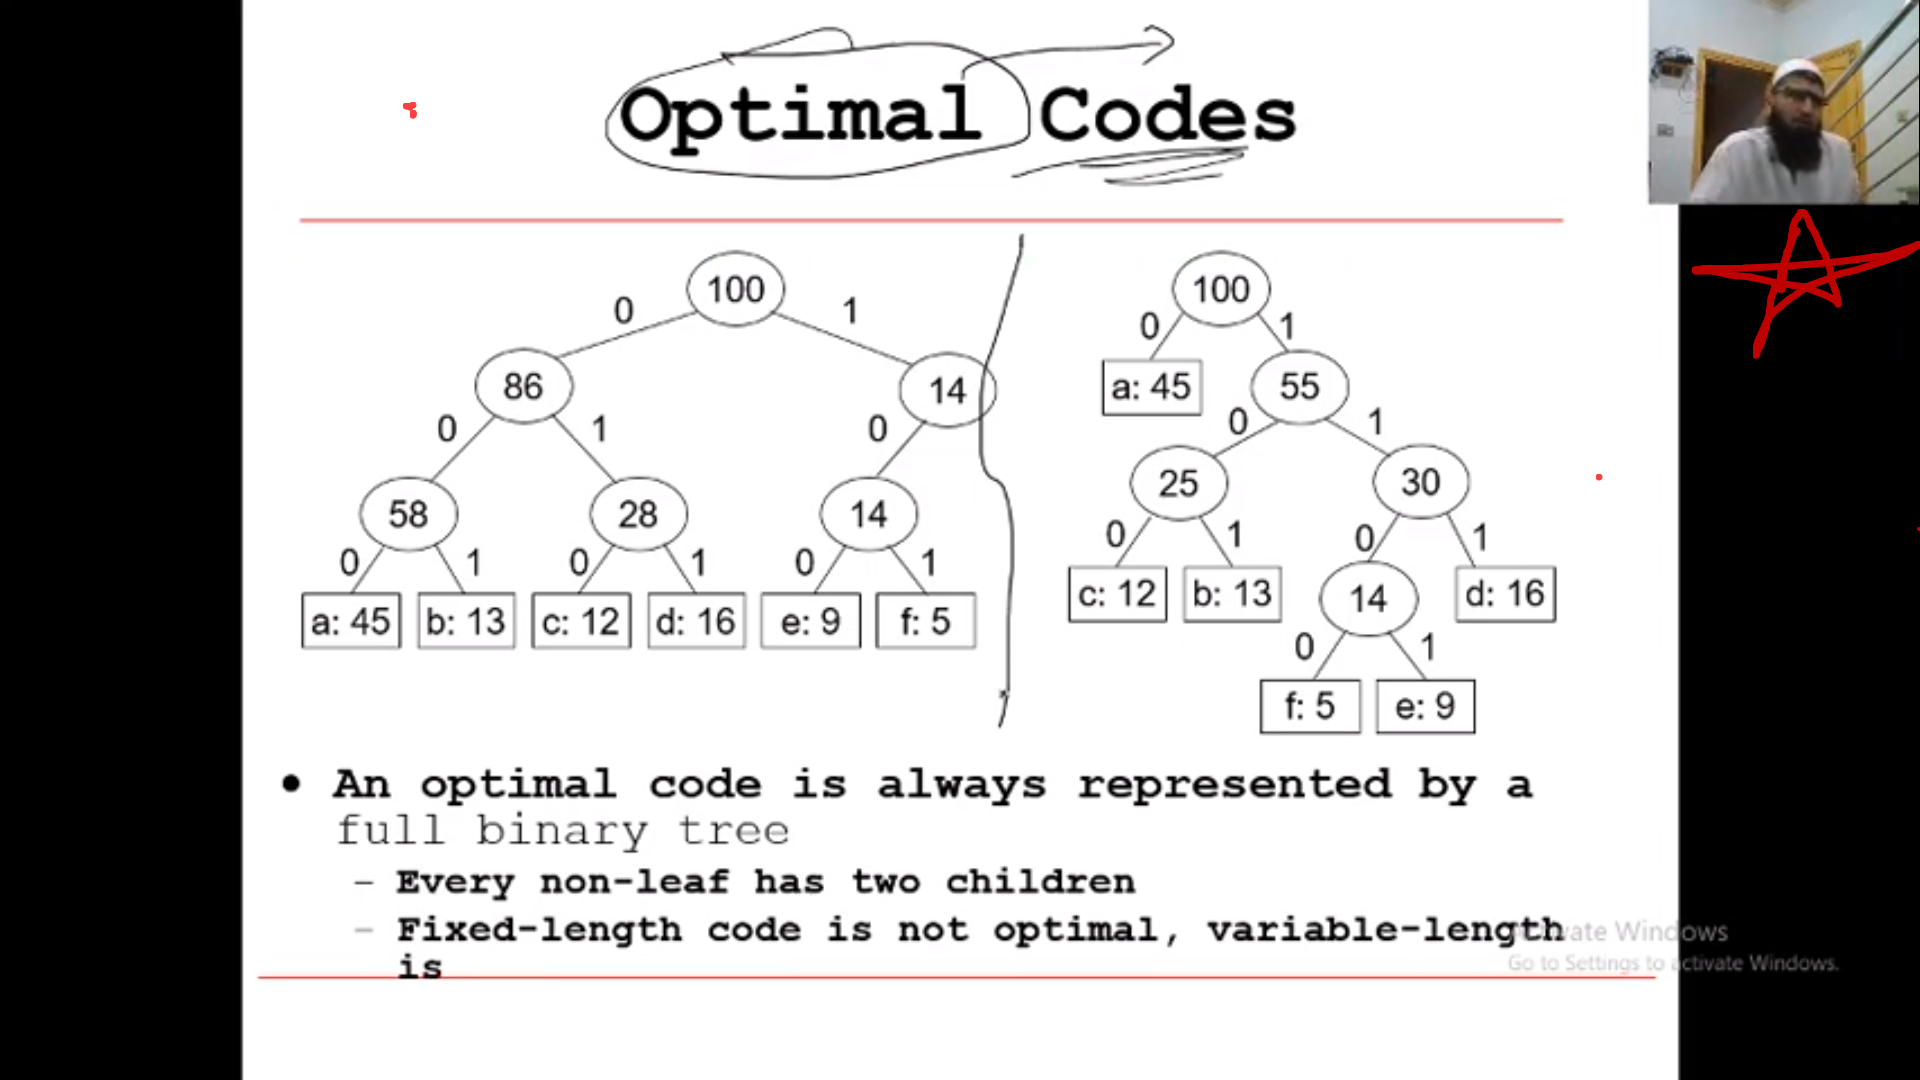 Optimal Codes
100 100
0 1 0 1
86 14 a: 45 55
0 1 0 0 1
58 28 14 25 30
0 1 0 1 0 1 0 1 0 1
a: 45 b: 13 c: 12 d: 16 e: 9 f: 5 c: 12 b: 13 14 d: 16
0 1
f: 5 e: 9
• An optimal code is always represented by a
full binary tree
– Every non-leaf has two children
– Fixed-length code is not optimal, variable-length
is
Activate Windows
Go to Settings to activate Windows.